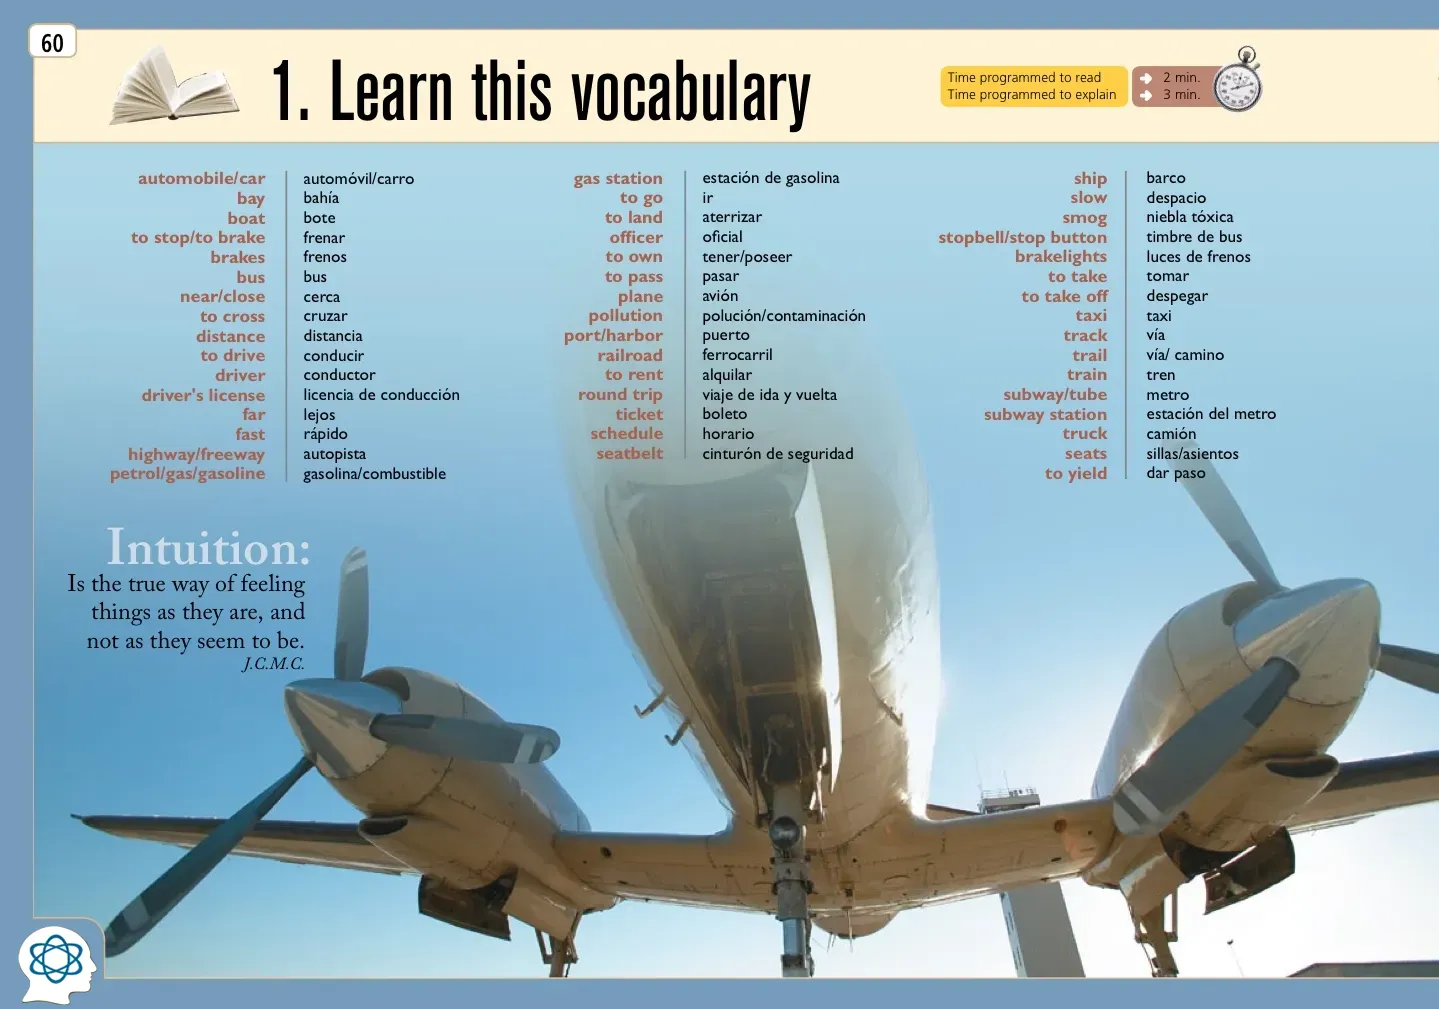 60
1. Learn this vocabulary
Time programmed to read 2 min.
Time programmed to explain 3 min.
automobile/car automóvil/carro
bay bahía
boat bote
to stop/to brake frenar
brakes frenos
bus bus
near/close cerca
to cross cruzar
distance distancia
to drive conducir
driver conductor
driver's license licencia de conducción
far lejos
fast rápido
highway/freeway autopista
petrol/gas/gasoline gasolina/combustible
gas station estación de gasolina
to go ir
to land aterrizar
officer oficial
to own tener/poseer
to pass pasar
plane avión
pollution polución/contaminación
port/harbor puerto
railroad ferrocarril
to rent alquilar
round trip viaje de ida y vuelta
ticket boleto
schedule horario
seatbelt cinturón de seguridad
ship barco
slow despacio
smog niebla tóxica
stopbell/stop button timbre de bus
brakelights luces de frenos
to take tomar
to take off despegar
taxi taxi
track vía
trail vía/ camino
train tren
subway/tube metro
subway station estación del metro
truck camión
seats sillas/asientos
to yield dar paso
Intuition:
Is the true way of feeling
things as they are, and
not as they seem to be.
J.C.M.C.